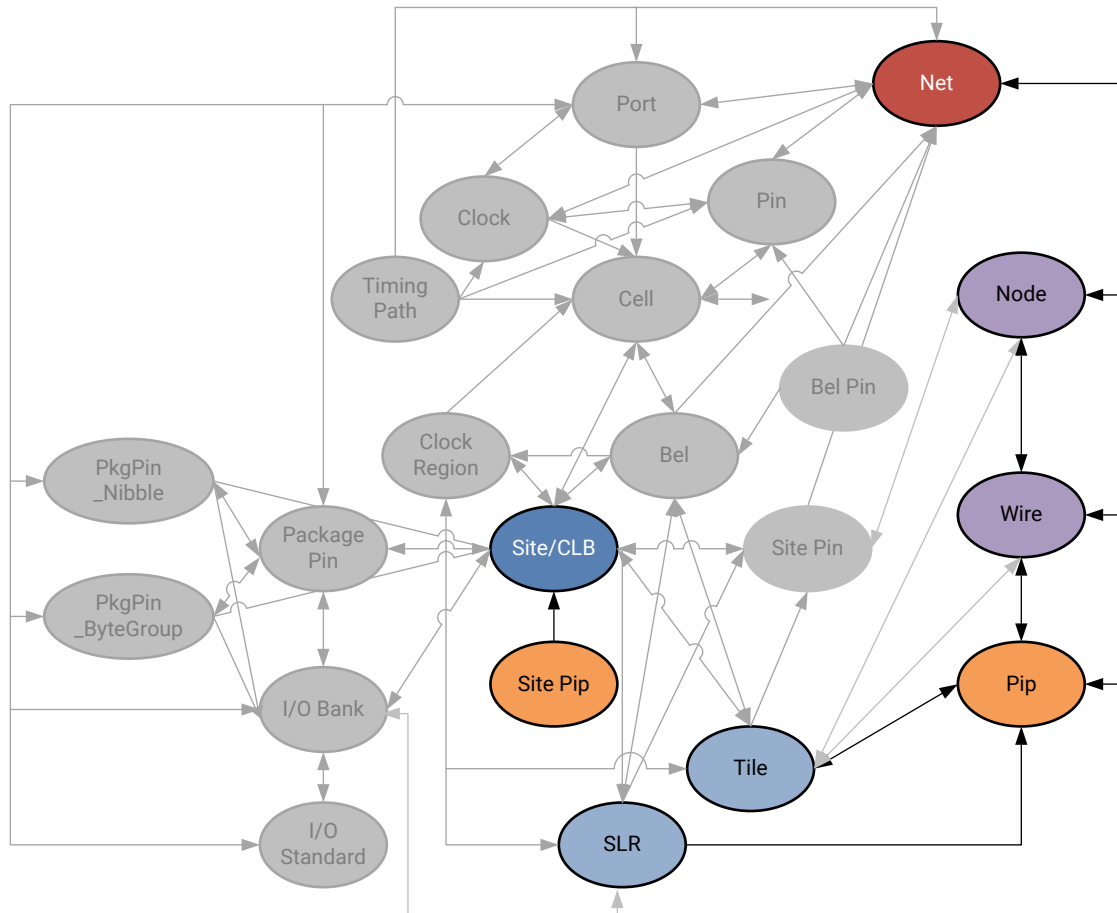 Net
Port
Pin
Clock
Timing
Path
Cell
Node
Bel Pin
Clock
Region
Bel
PkgPin
_Nibble
Wire
Package
Pin
Site/CLB
Site Pin
PkgPin
_ByteGroup
Site Pip
Pip
I/O Bank
Tile
I/O
Standard
SLR